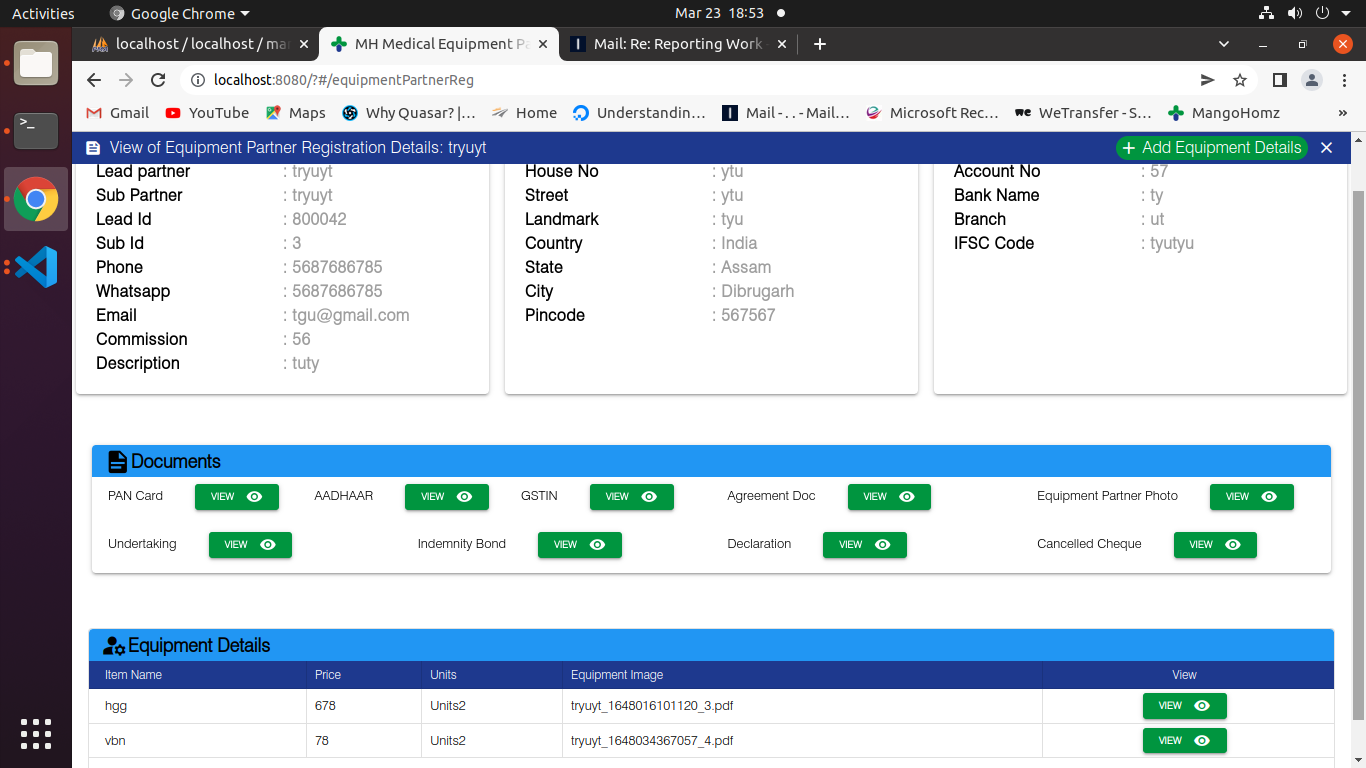 Activities Google Chrome Mar 23 18:53
localhost / localhost / ma MH Medical Equipment Pa Mail: Re: Reporting Work
localhost:8080/?#/equipmentPartnerReg
Gmail YouTube Maps Why Quasar? |... Home Understandin... Mail - . . - Mail... Microsoft Rec... WeTransfer - S... MangoHomz »
View of Equipment Partner Registration Details: tryuyt + Add Equipment Details
Lead partner : tryuyt
Sub Partner : tryuyt
Lead Id : 800042
Sub Id : 3
Phone : 5687686785
Whatsapp : 5687686785
Email : tgu@gmail.com
Commission : 56
Description : tuty
House No : ytu
Street : ytu
Landmark : tyu
Country : India
State : Assam
City : Dibrugarh
Pincode : 567567
Account No : 57
Bank Name : ty
Branch : ut
IFSC Code : tyutyu
Documents
PAN Card VIEW AADHAAR VIEW GSTIN VIEW Agreement Doc VIEW Equipment Partner Photo VIEW
Undertaking VIEW Indemnity Bond VIEW Declaration VIEW Cancelled Cheque VIEW
Equipment Details
Item Name Price Units Equipment Image View
hgg 678 Units2 tryuyt_1648016101120_3.pdf VIEW
vbn 78 Units2 tryuyt_1648034367057_4.pdf VIEW